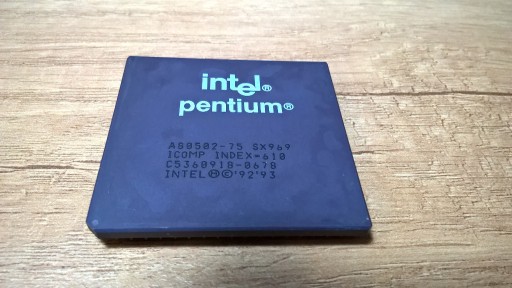 intel®
pentium®
A80502-75 SX969
ICOMP INDEX=610
C5360918-0678
INTEL Ⓜ©'92'93